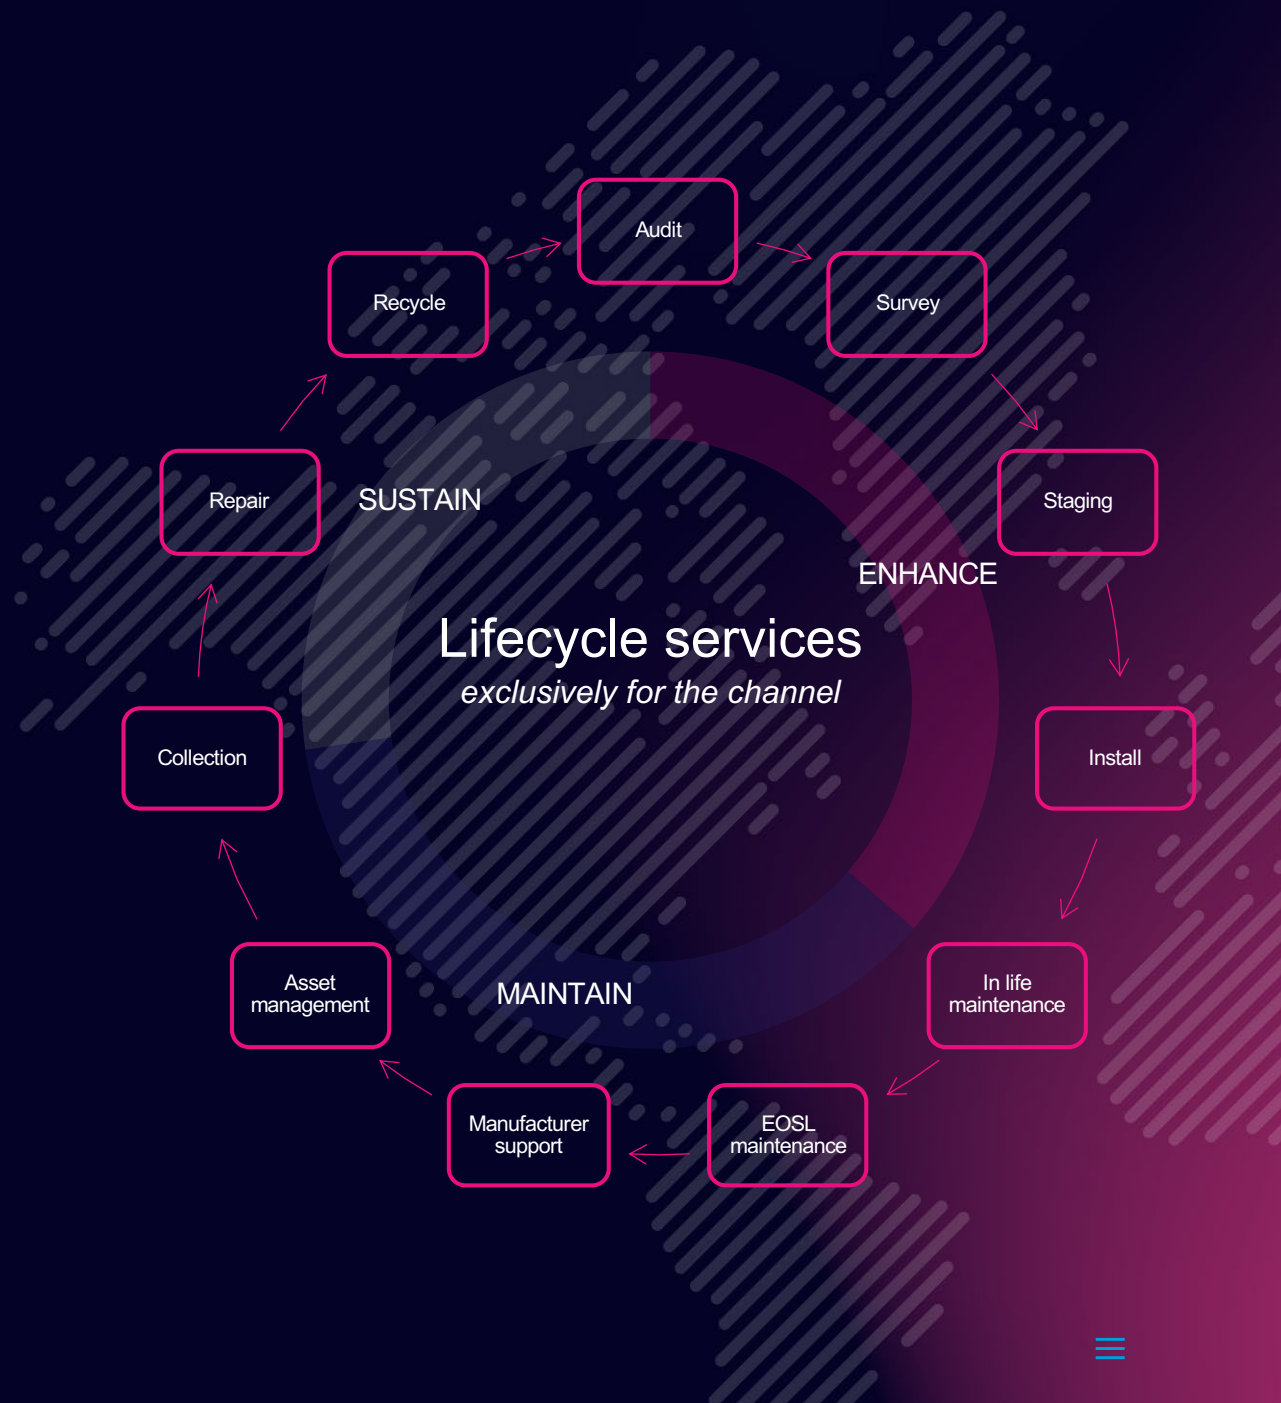 Audit
Recycle
Survey
Repair
SUSTAIN
Staging
ENHANCE
Lifecycle services
exclusively for the channel
Collection
Install
Asset
management
MAINTAIN
In life
maintenance
Manufacturer
support
EOSL
maintenance